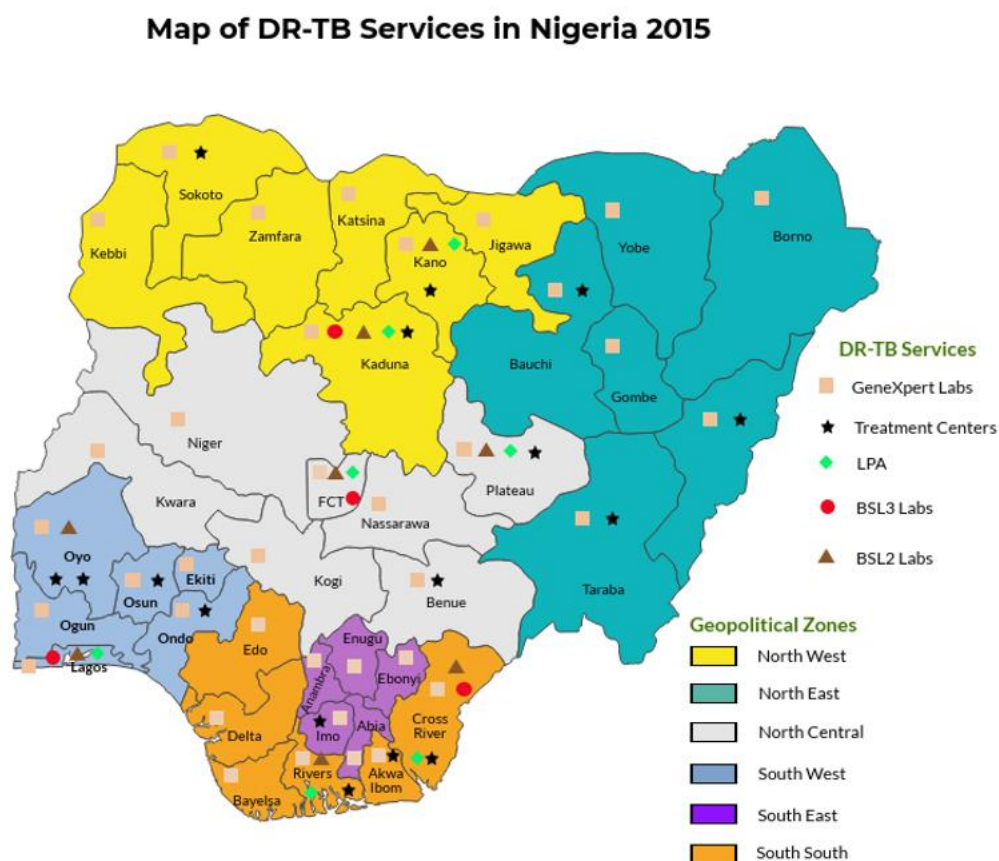 Map of DR-TB Services in Nigeria 2015
Sokoto
Katsina
Zamfara
Kebbi
Kano
Jigawa
Yobe
Borno
Kaduna
Bauchi
Gombe
Niger
Kwara
FCT
Nassarawa
Plateau
Oyo
Osun
Ekiti
Ogun
Ondo
Lagos
Kogi
Benue
Taraba
Edo
Enugu
Anambra
Ebonyi
Imo
Abia
Cross
River
Delta
Rivers
Akwa
Ibom
Bayelsa
DR-TB Services
GeneXpert Labs
Treatment Centers
LPA
BSL3 Labs
BSL2 Labs
Geopolitical Zones
North West
North East
North Central
South West
South East
South South